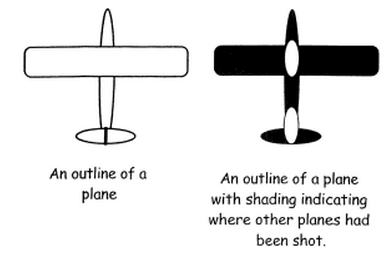 An outline of a
plane
An outline of a plane
with shading indicating
where other planes had
been shot.